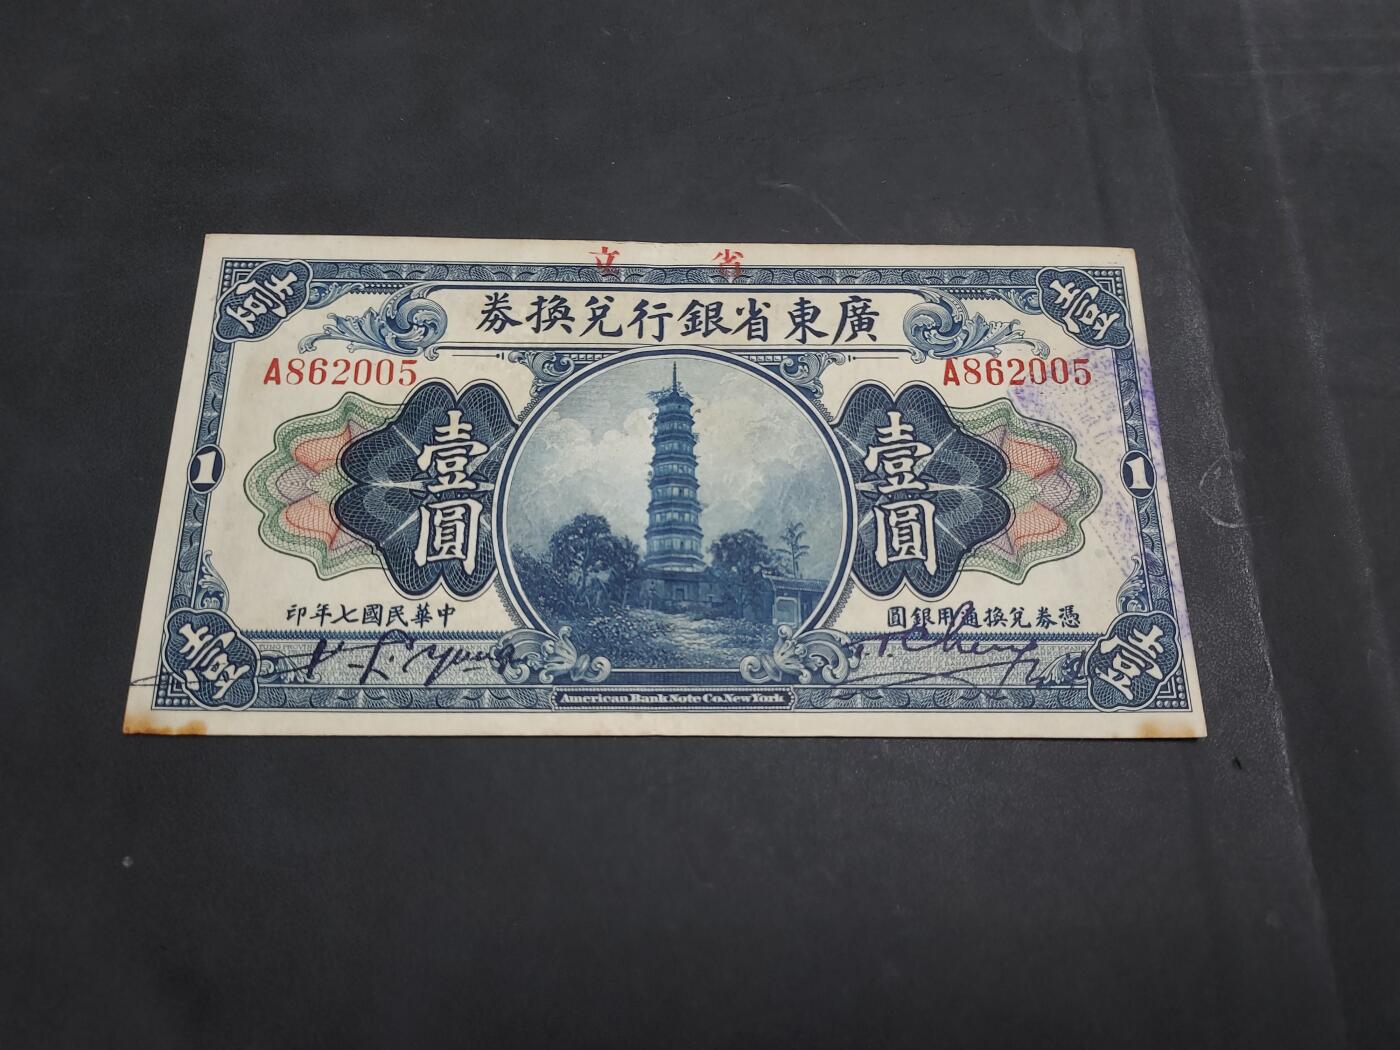 省立
廣東省銀行兌換券
壹 壹
A862005 A862005
壹圓 壹圓
1 1
中華民國七年印 憑券兌換通用銀圓
壹 壹
American Bank Note Co. New York